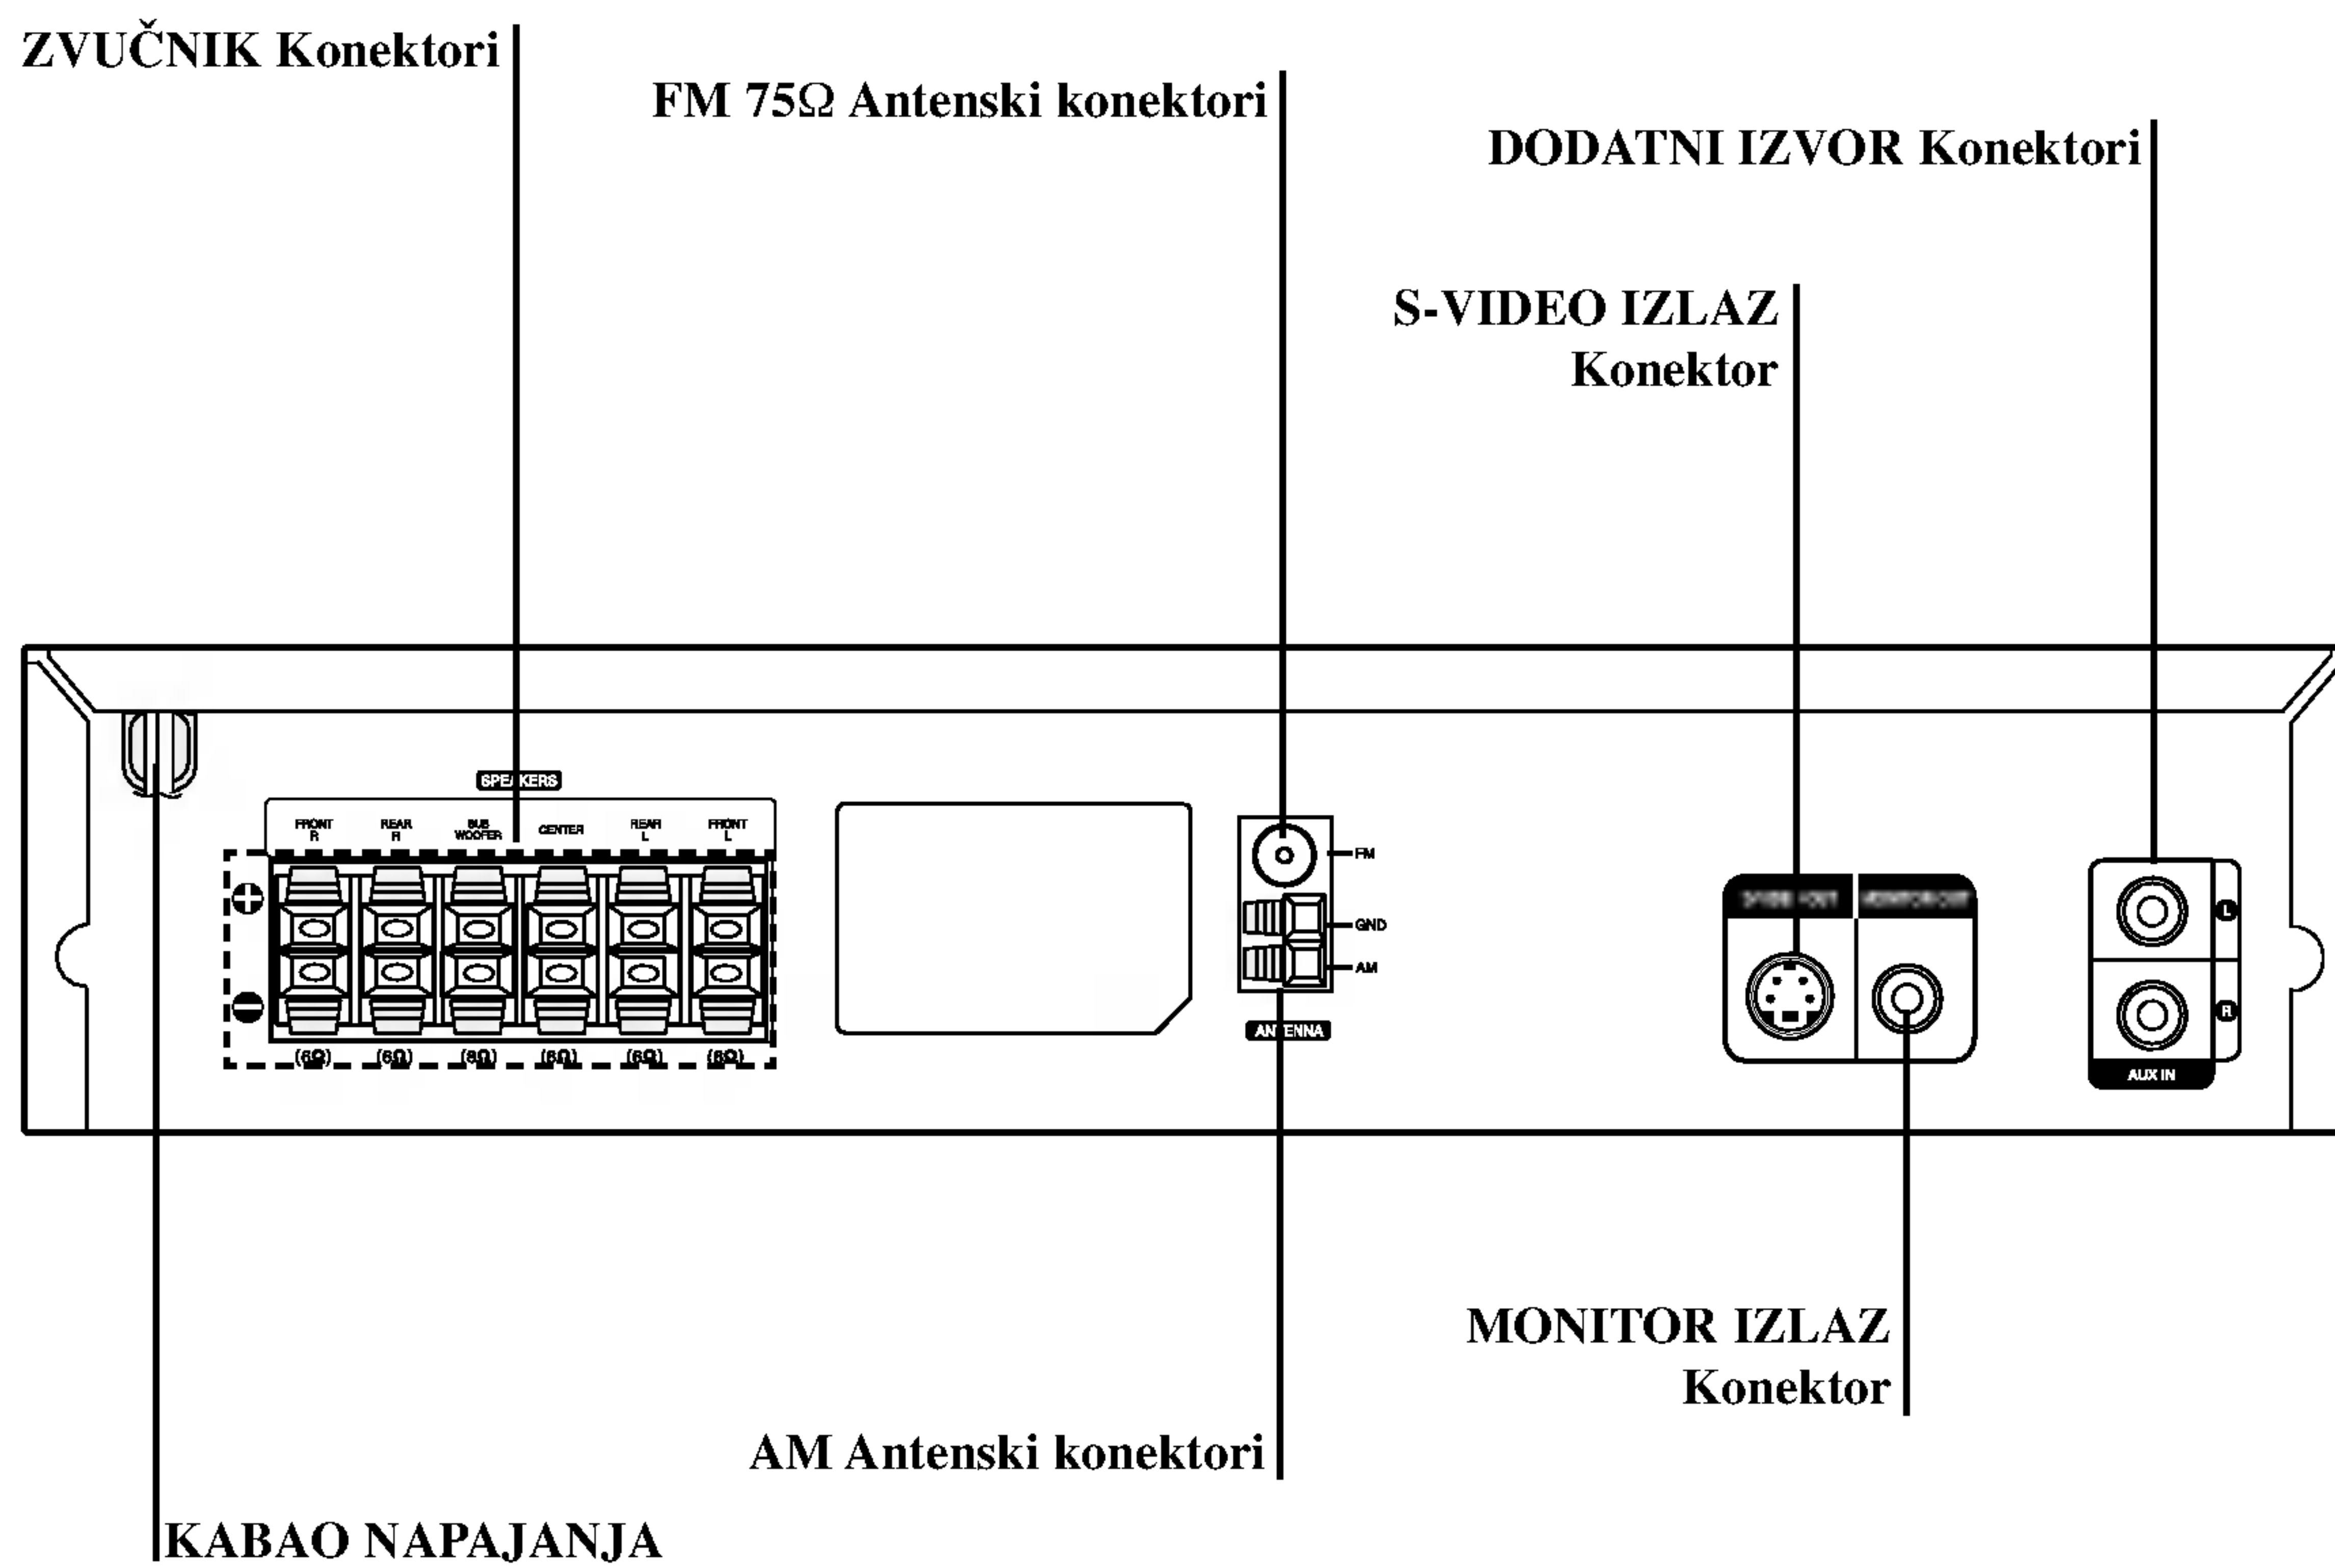 ZVUČNIK Konektori
FM 75Ω Antenski konektori
DODATNI IZVOR Konektori
S-VIDEO IZLAZ
Konektor
SPEAKERS
FRONT R
REAR R
SUB WOOFER
CENTER
REAR L
FRONT L
FM
GND
AM
L
R
(6Ω) (6Ω) (8Ω) (6Ω) (6Ω) (6Ω)
ANTENNA
AUX IN
MONITOR IZLAZ
Konektor
AM Antenski konektori
KABAO NAPAJANJA